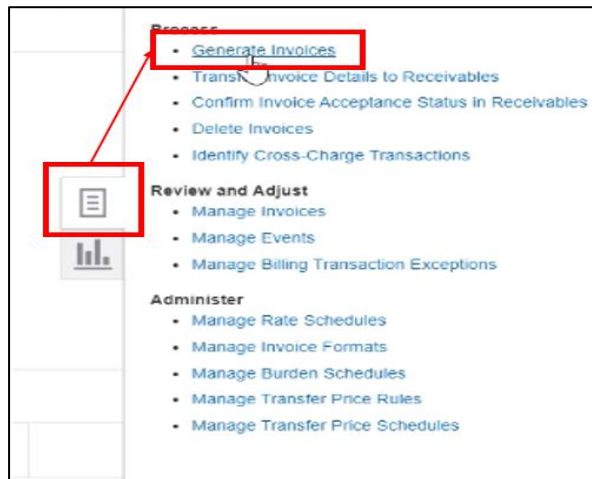 Process
Generate Invoices
Transfer Invoice Details to Receivables
Confirm Invoice Acceptance Status in Receivables
Delete Invoices
Identify Cross-Charge Transactions
Review and Adjust
Manage Invoices
Manage Events
Manage Billing Transaction Exceptions
Administer
Manage Rate Schedules
Manage Invoice Formats
Manage Burden Schedules
Manage Transfer Price Rules
Manage Transfer Price Schedules